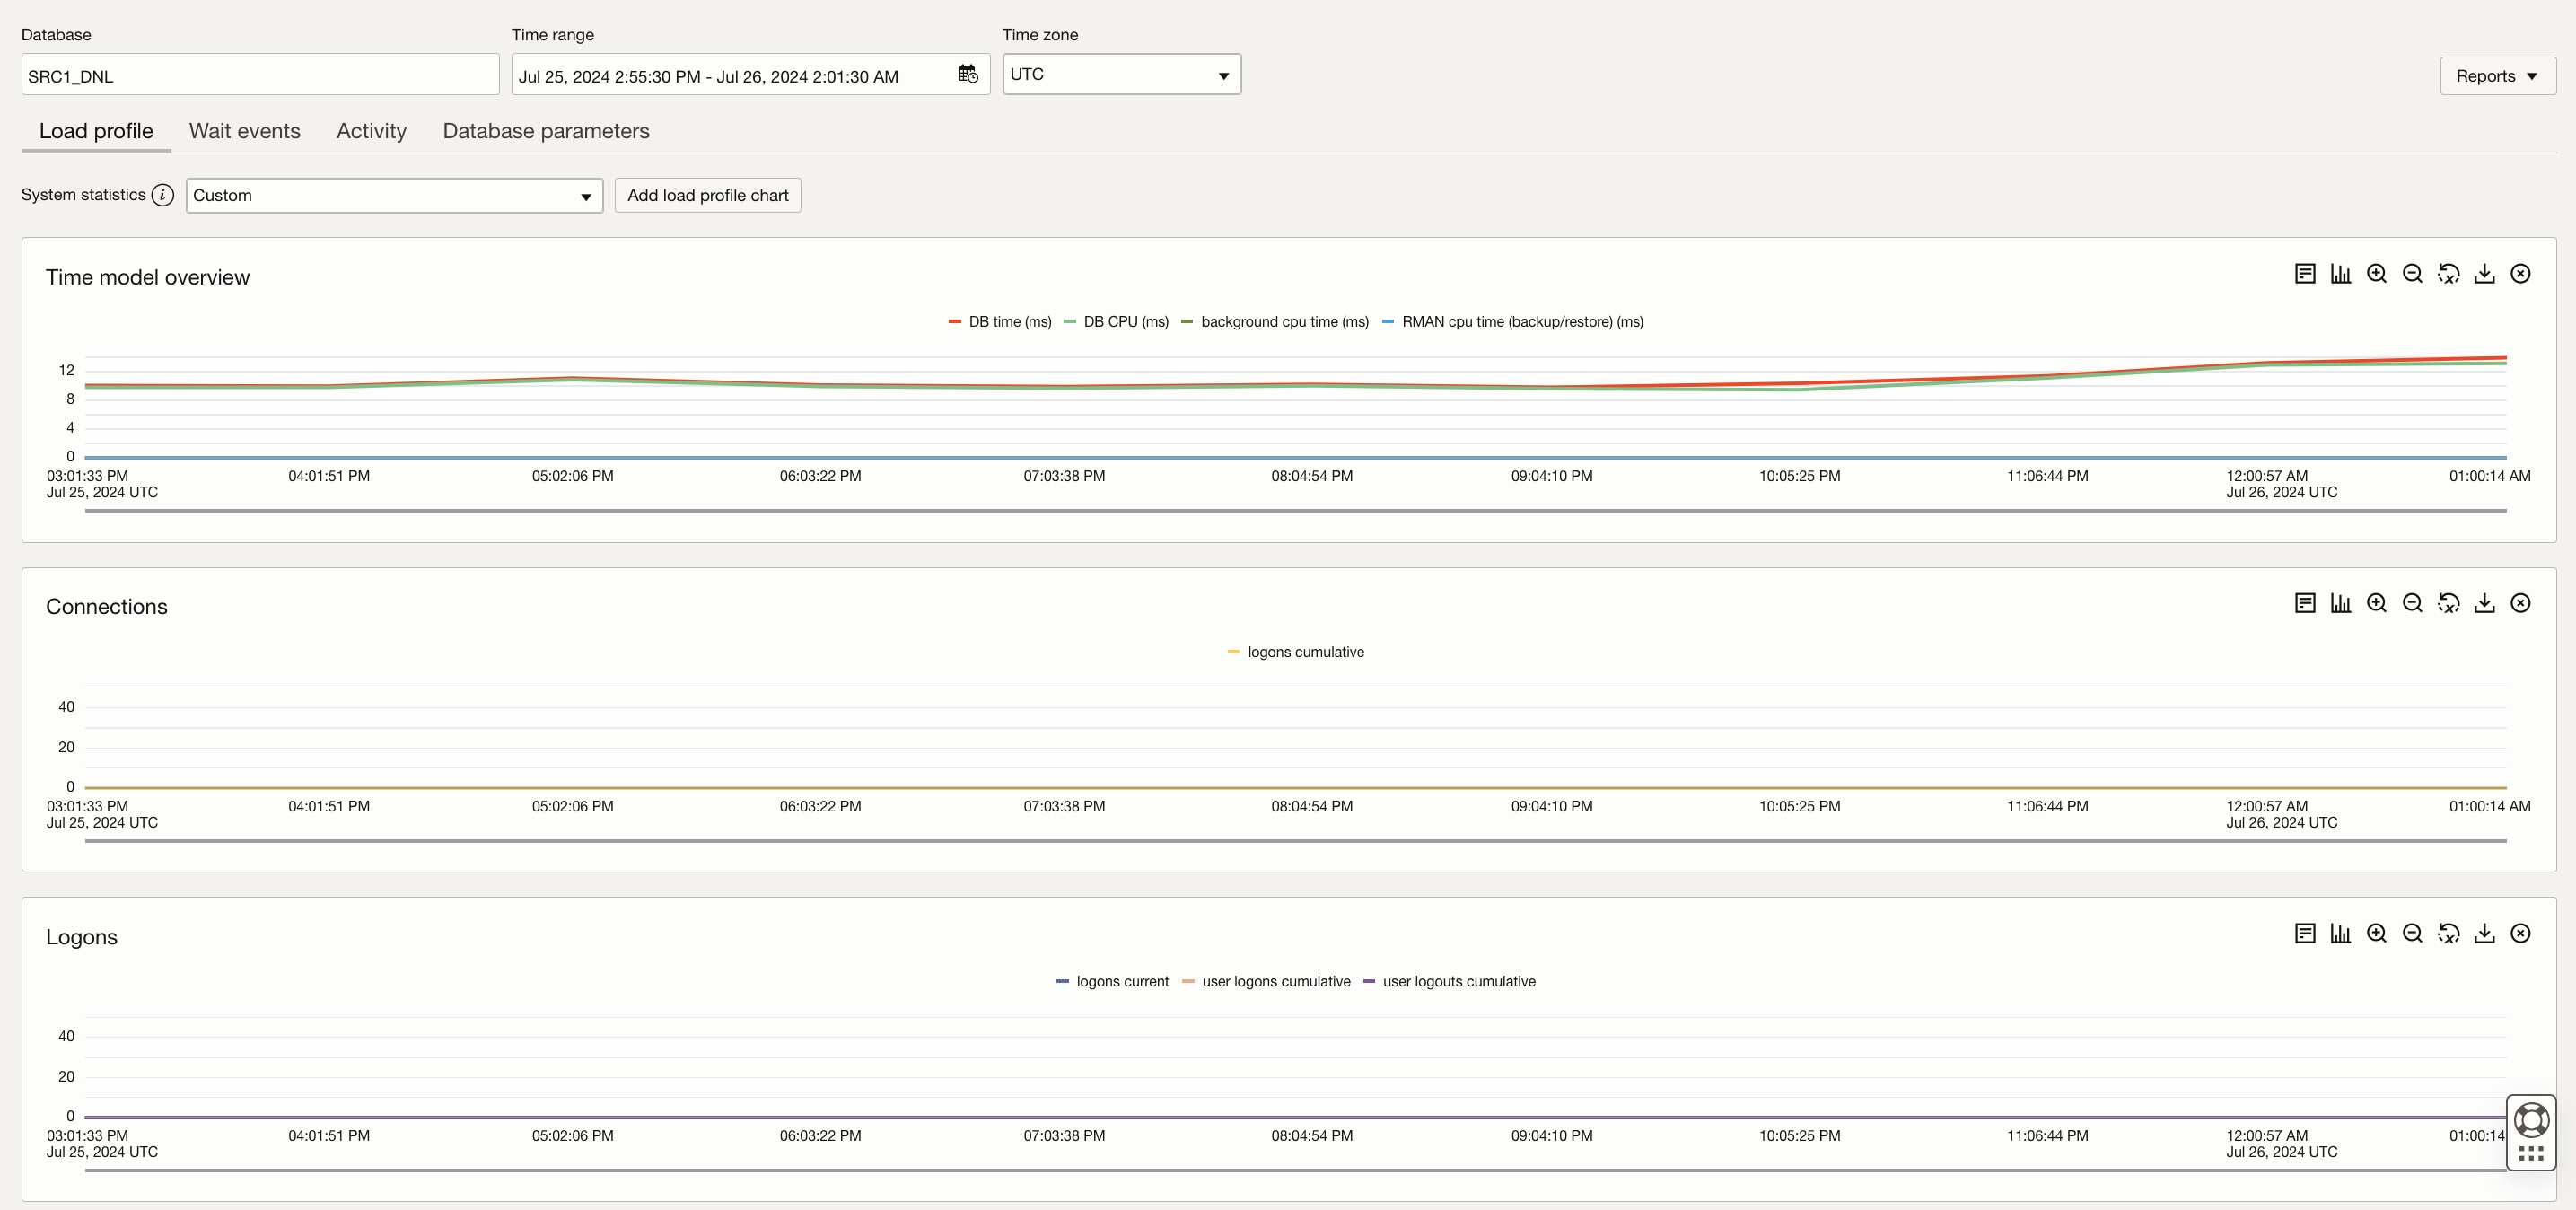 Database
Time range
Time zone
SRC1_DNL
Jul 25, 2024 2:55:30 PM - Jul 26, 2024 2:01:30 AM
UTC
Reports
Load profile
Wait events
Activity
Database parameters
System statistics
i
Custom
Add load profile chart
Time model overview
DB time (ms)
DB CPU (ms)
background cpu time (ms)
RMAN cpu time (backup/restore) (ms)
12
8
4
0
03:01:33 PM
Jul 25, 2024 UTC
04:01:51 PM
05:02:06 PM
06:03:22 PM
07:03:38 PM
08:04:54 PM
09:04:10 PM
10:05:25 PM
11:06:44 PM
12:00:57 AM
Jul 26, 2024 UTC
01:00:14 AM
Connections
logons cumulative
40
20
0
03:01:33 PM
Jul 25, 2024 UTC
04:01:51 PM
05:02:06 PM
06:03:22 PM
07:03:38 PM
08:04:54 PM
09:04:10 PM
10:05:25 PM
11:06:44 PM
12:00:57 AM
Jul 26, 2024 UTC
01:00:14 AM
Logons
logons current
user logons cumulative
user logouts cumulative
40
20
0
03:01:33 PM
Jul 25, 2024 UTC
04:01:51 PM
05:02:06 PM
06:03:22 PM
07:03:38 PM
08:04:54 PM
09:04:10 PM
10:05:25 PM
11:06:44 PM
12:00:57 AM
Jul 26, 2024 UTC
01:00:14